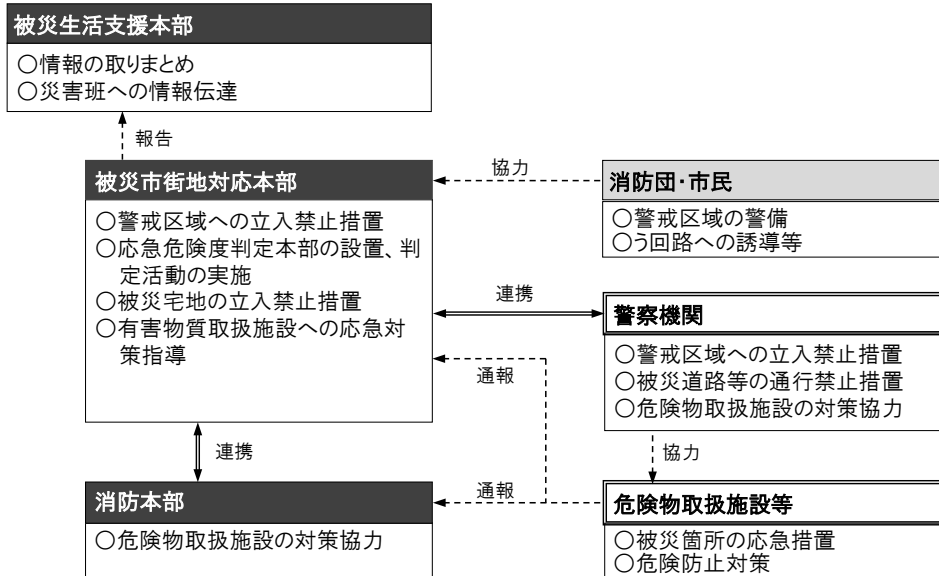 被災生活支援本部
○情報の取りまとめ
○災害班への情報伝達
報告
被災市街地対応本部
○警戒区域への立入禁止措置
○応急危険度判定本部の設置、判
定活動の実施
○被災宅地の立入禁止措置
○有害物質取扱施設への応急対
策指導
協力
消防団・市民
○警戒区域の警備
○う回路への誘導等
連携
警察機関
○警戒区域への立入禁止措置
○被災道路等の通行禁止措置
○危険物取扱施設の対策協力
通報
連携
協力
消防本部
○危険物取扱施設の対策協力
通報
危険物取扱施設等
○被災箇所の応急措置
○危険防止対策